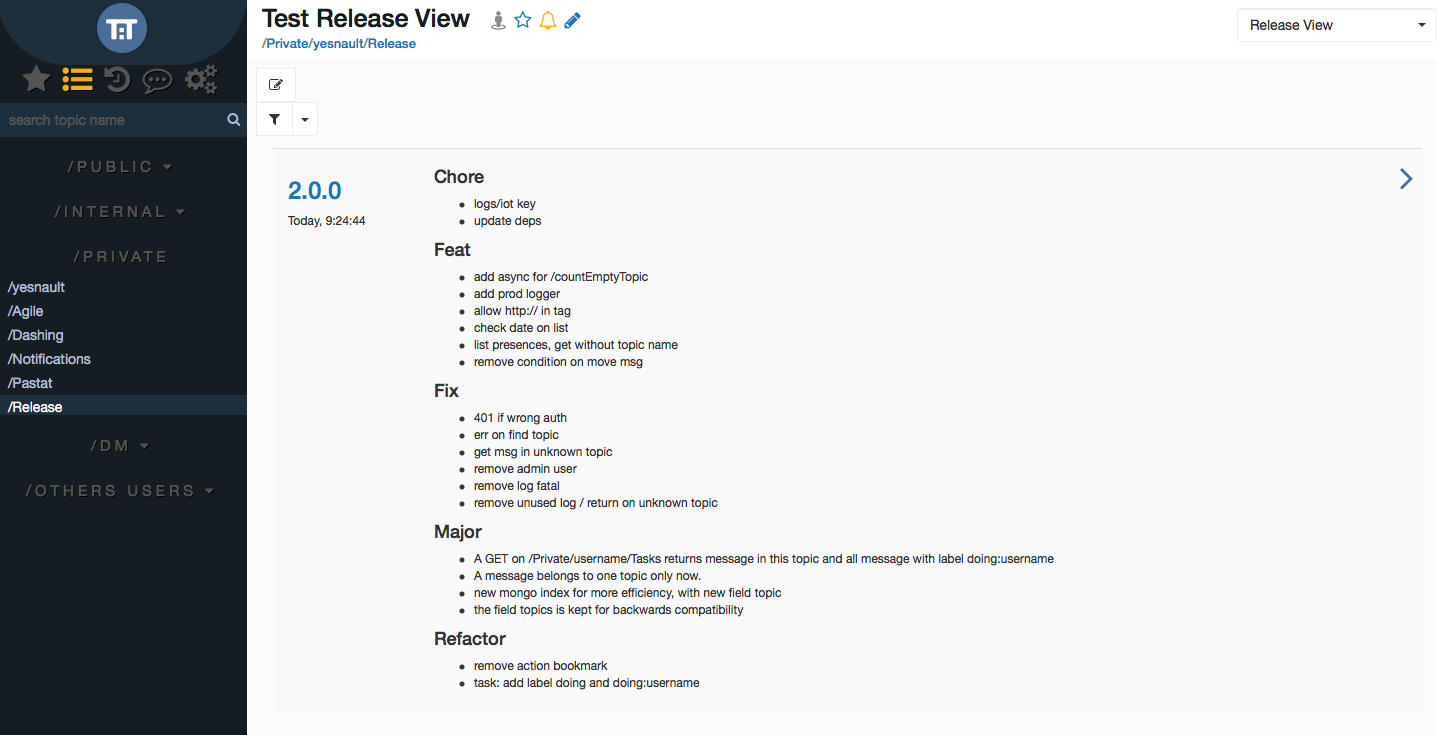 TAT
search topic name
/PUBLIC
/INTERNAL
/PRIVATE
/yesnault
/Agile
/Dashing
/Notifications
/Pastat
/Release
/DM
/OTHERS USERS
Test Release View
/Private/yesnault/Release
Release View
2.0.0
Today, 9:24:44
Chore
logs/iot key
update deps
Feat
add async for /countEmptyTopic
add prod logger
allow http:// in tag
check date on list
list presences, get without topic name
remove condition on move msg
Fix
401 if wrong auth
err on find topic
get msg in unknown topic
remove admin user
remove log fatal
remove unused log / return on unknown topic
Major
A GET on /Private/username/Tasks returns message in this topic and all message with label doing:username
A message belongs to one topic only now.
new mongo index for more efficiency, with new field topic
the field topics is kept for backwards compatibility
Refactor
remove action bookmark
task: add label doing and doing:username